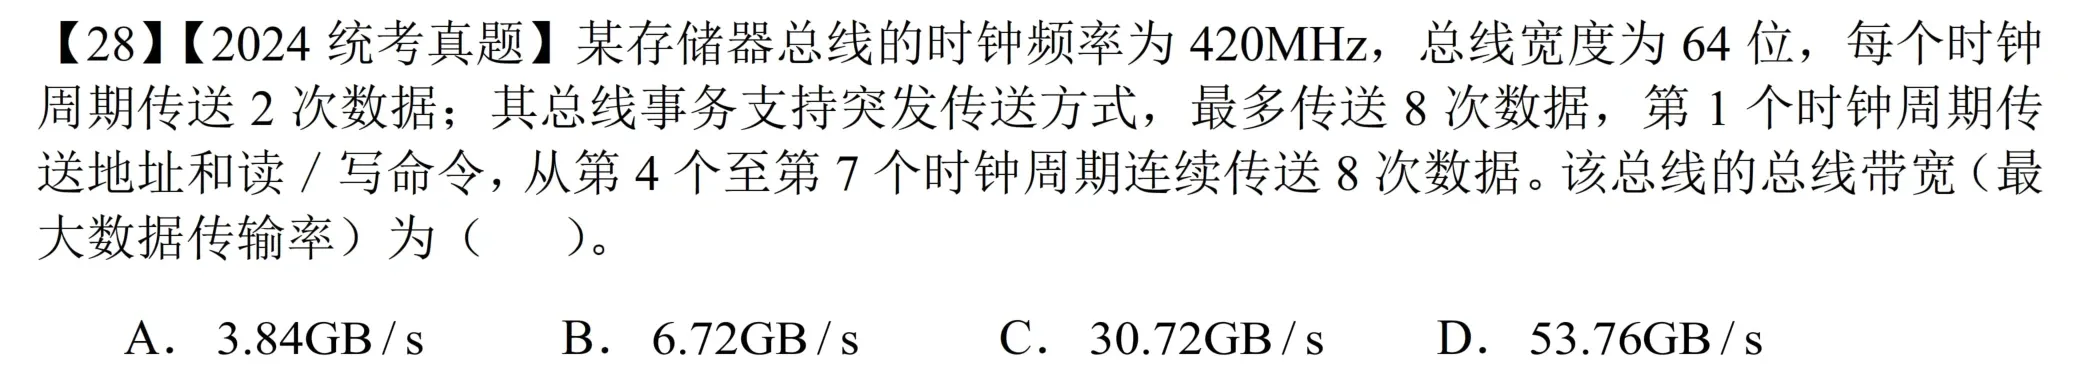 【28】【2024 统考真题】某存储器总线的时钟频率为 420MHz，总线宽度为 64 位，每个时钟
周期传送 2 次数据；其总线事务支持突发传送方式，最多传送 8 次数据，第 1 个时钟周期传
送地址和读／写命令，从第 4 个至第 7 个时钟周期连续传送 8 次数据。该总线的总线带宽（最
大数据传输率）为（　　）。
A． 3.84GB／s　　B． 6.72GB／s　　C． 30.72GB／s　　D． 53.76GB／s